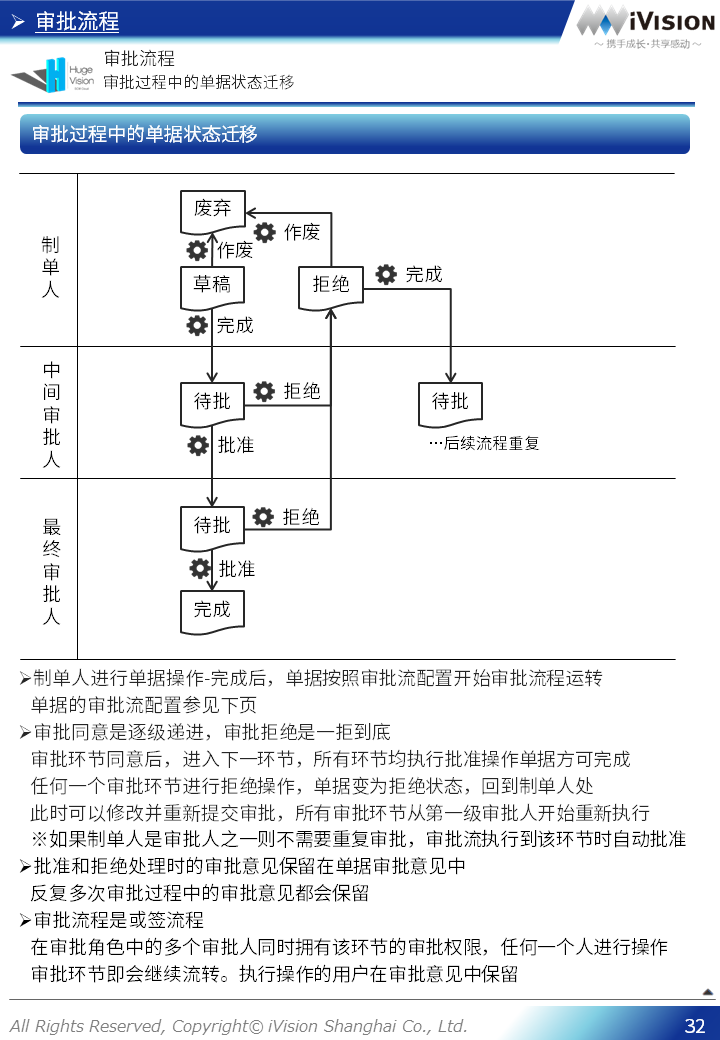 审批流程
iVISION
～ 携手成长·共享感动 ～
Huge
Vision
审批流程
审批过程中的单据状态迁移
审批过程中的单据状态迁移
制单人
废弃
作废
作废
草稿
拒绝
完成
完成
中间审批人
待批
拒绝
待批
批准
…后续流程重复
最终审批人
待批
拒绝
批准
完成
➢制单人进行单据操作-完成后，单据按照审批流配置开始审批流程运转
单据的审批流配置参见下页
➢审批同意是逐级递进，审批拒绝是一拒到底
审批环节同意后，进入下一环节，所有环节均执行批准操作单据方可完成
任何一个审批环节进行拒绝操作，单据变为拒绝状态，回到制单人处
此时可以修改并重新提交审批，所有审批环节从第一级审批人开始重新执行
※如果制单人是审批人之一则不需要重复审批，审批流执行到该环节时自动批准
➢批准和拒绝处理时的审批意见保留在单据审批意见中
反复多次审批过程中的审批意见都会保留
➢审批流程是或签流程
在审批角色中的多个审批人同时拥有该环节的审批权限，任何一个人进行操作
审批环节即会继续流转。执行操作的用户在审批意见中保留
All Rights Reserved, Copyright© iVision Shanghai Co., Ltd.
32